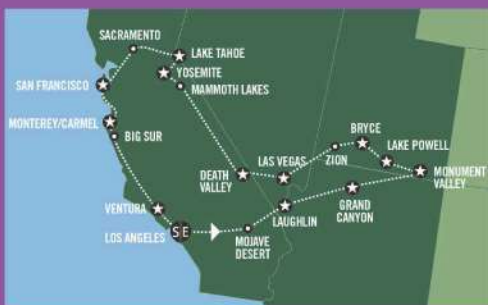 SACRAMENTO
LAKE TAHOE
YOSEMITE
SAN FRANCISCO
MAMMOTH LAKES
MONTEREY/CARMEL
BIG SUR
BRYCE
LAKE POWELL
LAS VEGAS
ZION
DEATH
VALLEY
MONUMENT
VALLEY
VENTURA
GRAND
CANYON
LAUGHLIN
LOS ANGELES
S E
MOJAVE
DESERT